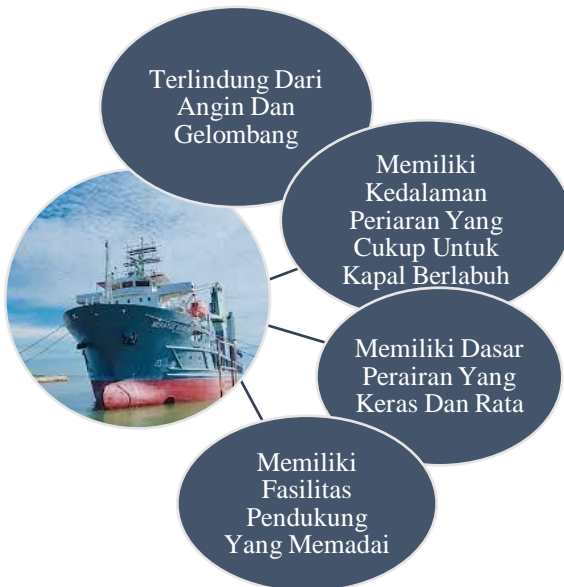 Terlindung Dari
Angin Dan
Gelombang
Memiliki
Kedalaman
Periaran Yang
Cukup Untuk
Kapal Berlabuh
Memiliki Dasar
Perairan Yang
Keras Dan Rata
Memiliki
Fasilitas
Pendukung
Yang Memadai